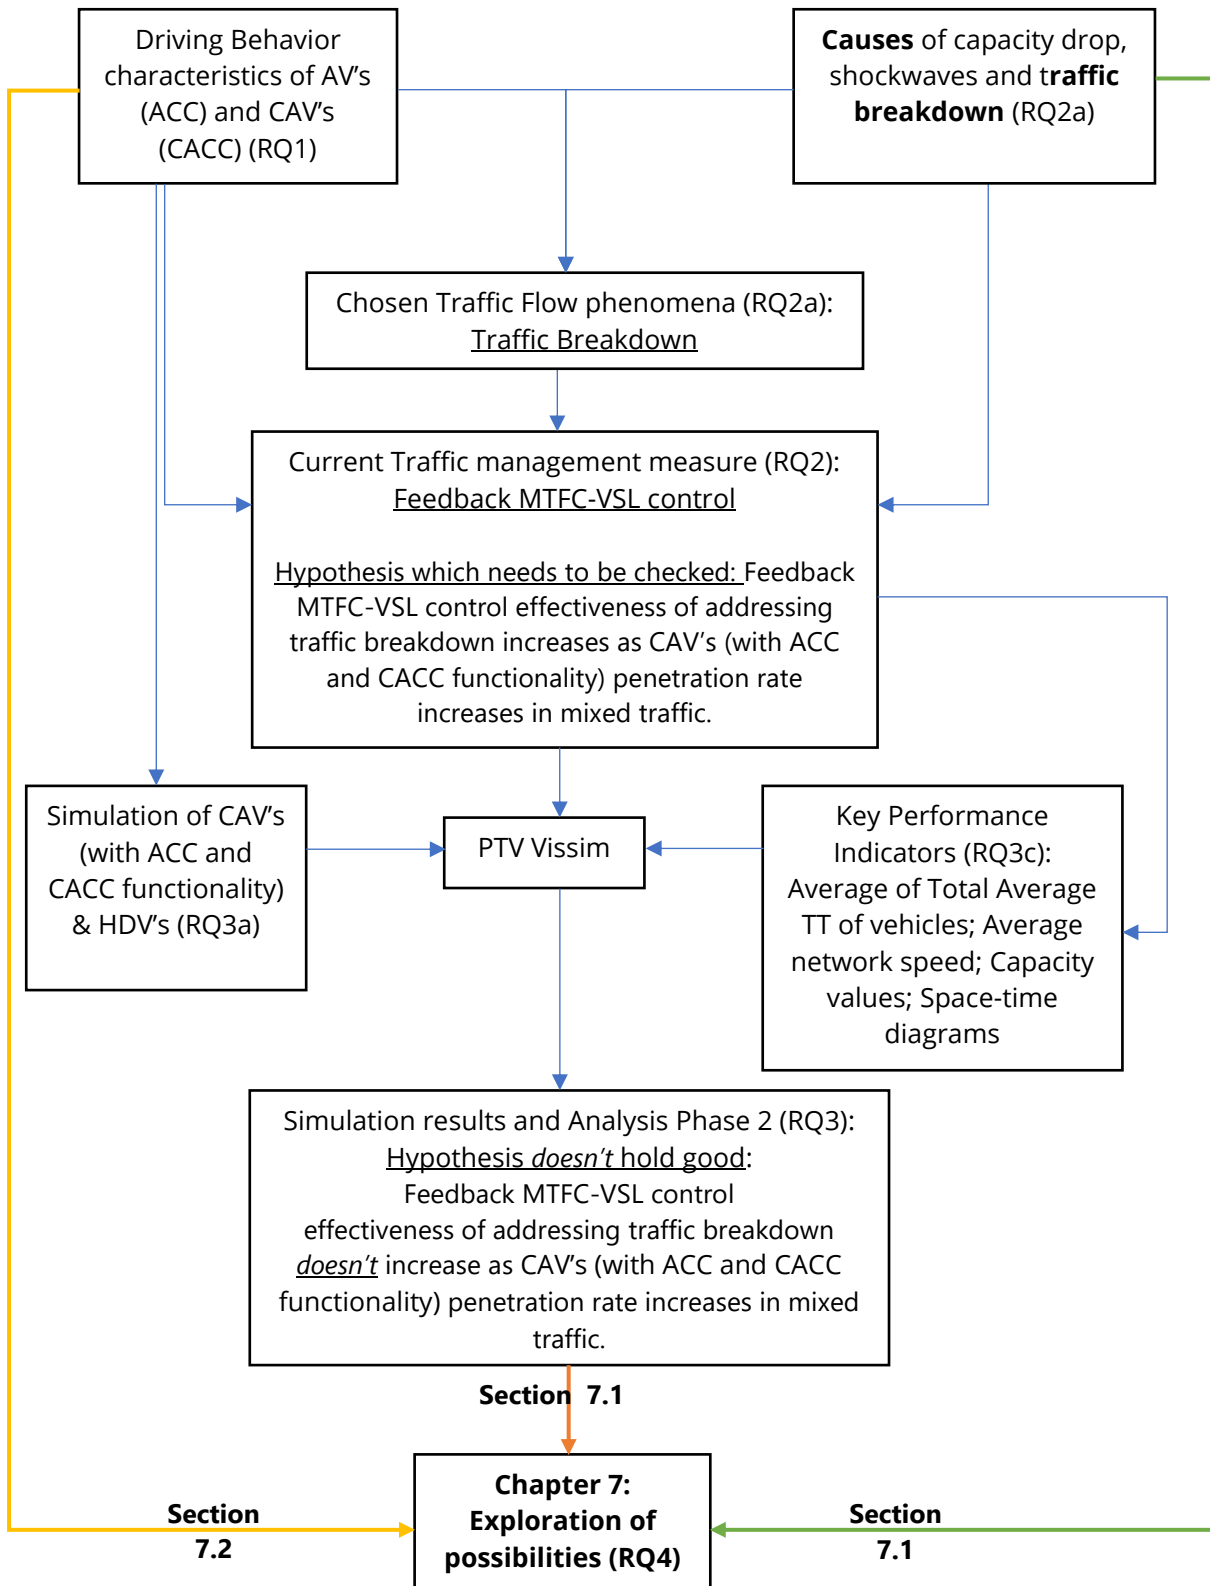 Driving Behavior
characteristics of AV's
(ACC) and CAV's
(CACC) (RQ1)
Causes of capacity drop,
shockwaves and traffic
breakdown (RQ2a)
Chosen Traffic Flow phenomena (RQ2a):
Traffic Breakdown
Current Traffic management measure (RQ2):
Feedback MTFC-VSL control
Hypothesis which needs to be checked: Feedback
MTFC-VSL control effectiveness of addressing
traffic breakdown increases as CAV's (with ACC
and CACC functionality) penetration rate
increases in mixed traffic.
Simulation of CAV's
(with ACC and
CACC functionality)
& HDV's (RQ3a)
PTV Vissim
Key Performance
Indicators (RQ3c):
Average of Total Average
TT of vehicles; Average
network speed; Capacity
values; Space-time
diagrams
Simulation results and Analysis Phase 2 (RQ3):
Hypothesis doesn't hold good:
Feedback MTFC-VSL control
effectiveness of addressing traffic breakdown
doesn't increase as CAV's (with ACC and CACC
functionality) penetration rate increases in mixed
traffic.
Section 7.1
Chapter 7:
Exploration of
possibilities (RQ4)
Section
7.2
Section
7.1